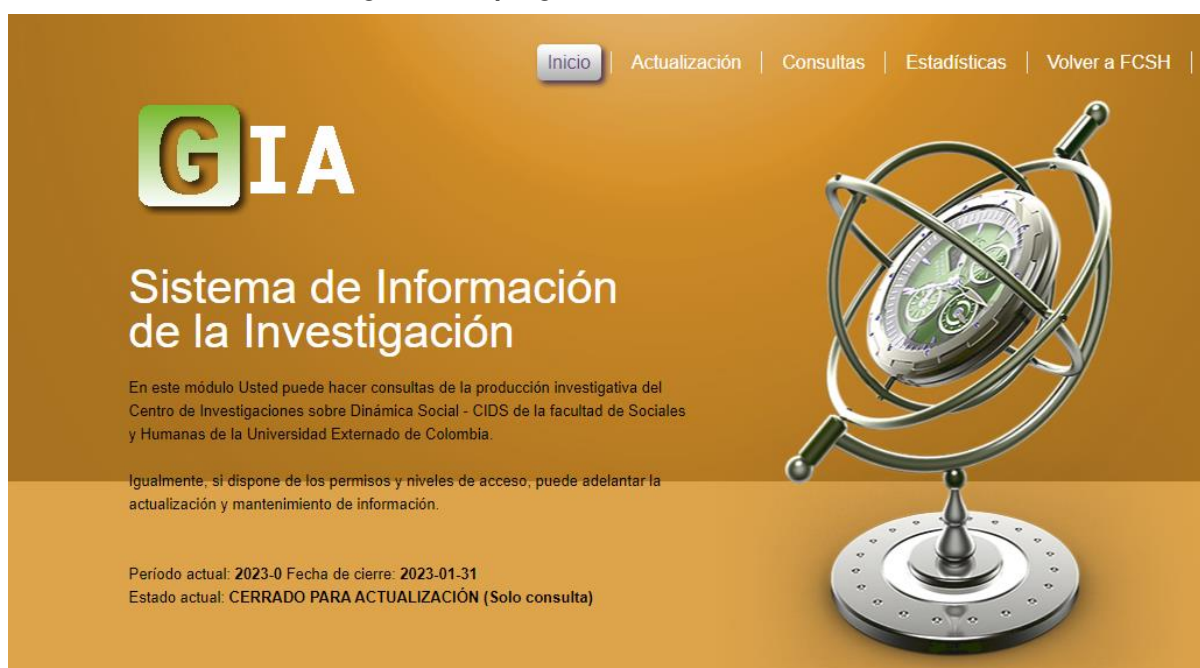 Inicio | Actualización | Consultas | Estadísticas | Volver a FCSH |
GIA
Sistema de Información
de la Investigación
En este módulo Usted puede hacer consultas de la producción investigativa del
Centro de Investigaciones sobre Dinámica Social - CIDS de la facultad de Sociales
y Humanas de la Universidad Externado de Colombia.
Igualmente, si dispone de los permisos y niveles de acceso, puede adelantar la
actualización y mantenimiento de información.
Período actual: 2023-0 Fecha de cierre: 2023-01-31
Estado actual: CERRADO PARA ACTUALIZACIÓN (Solo consulta)